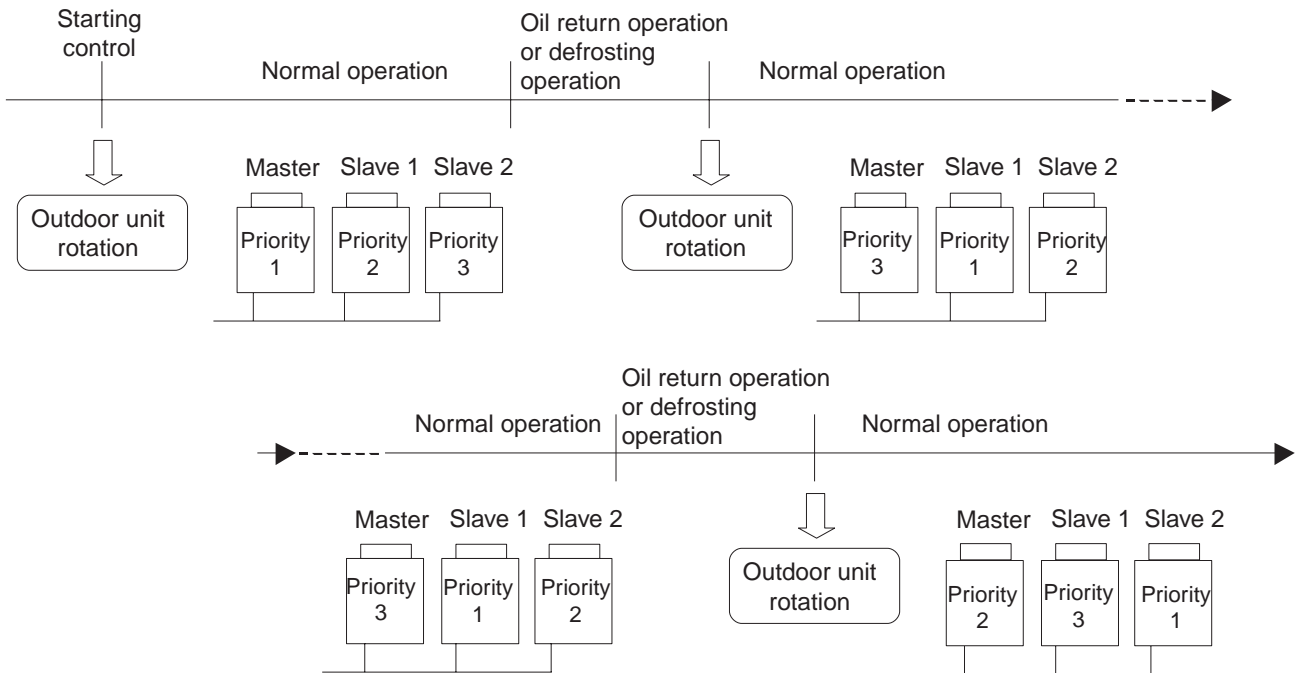 Starting
control
Normal operation
Oil return operation
or defrosting
operation
Normal operation
Outdoor unit
rotation
Master
Slave 1
Slave 2
Priority
1
Priority
2
Priority
3
Outdoor unit
rotation
Master
Slave 1
Slave 2
Priority
3
Priority
1
Priority
2
Normal operation
Oil return operation
or defrosting
operation
Normal operation
Master
Slave 1
Slave 2
Priority
3
Priority
1
Priority
2
Outdoor unit
rotation
Master
Slave 1
Slave 2
Priority
2
Priority
3
Priority
1